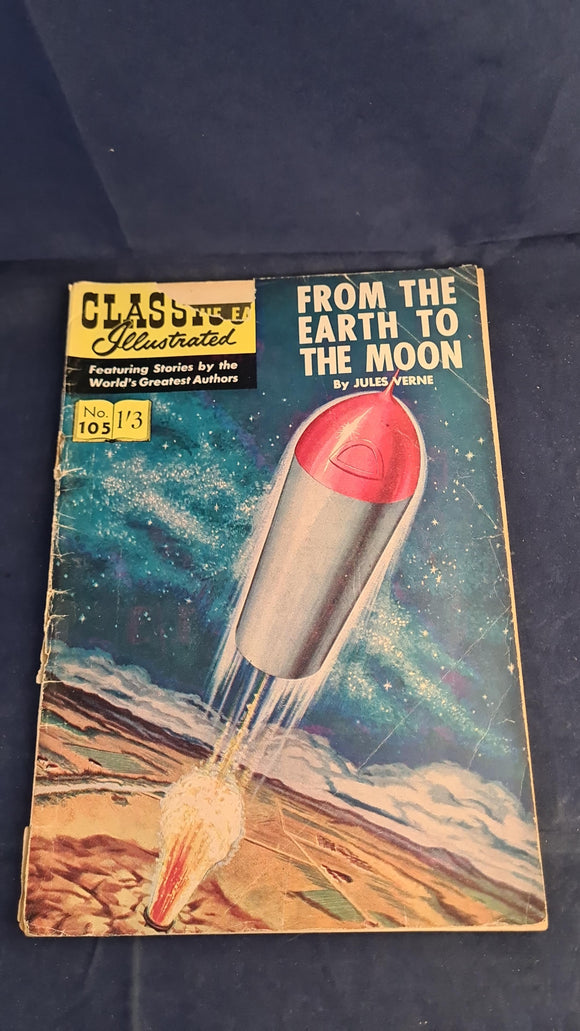 CLASSICS
Illustrated
Featuring Stories by the
World's Greatest Authors
No.
105
1'3
FROM THE
EARTH TO
THE MOON
By JULES VERNE